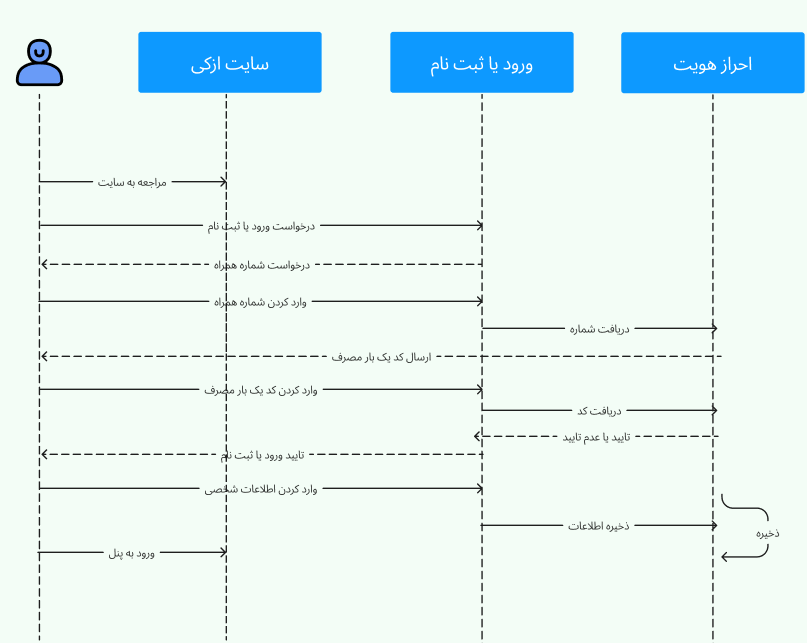 سایت ازکی
ورود یا ثبت نام
احراز هویت
مراجعه به سایت
درخواست ورود یا ثبت نام
درخواست شماره همراه
وارد کردن شماره همراه
دریافت شماره
ارسال کد یک بار مصرف
وارد کردن کد یک بار مصرف
دریافت کد
تایید یا عدم تایید
تایید ورود یا ثبت نام
وارد کردن اطلاعات شخصی
ذخیره اطلاعات
ذخیره
ورود به پنل